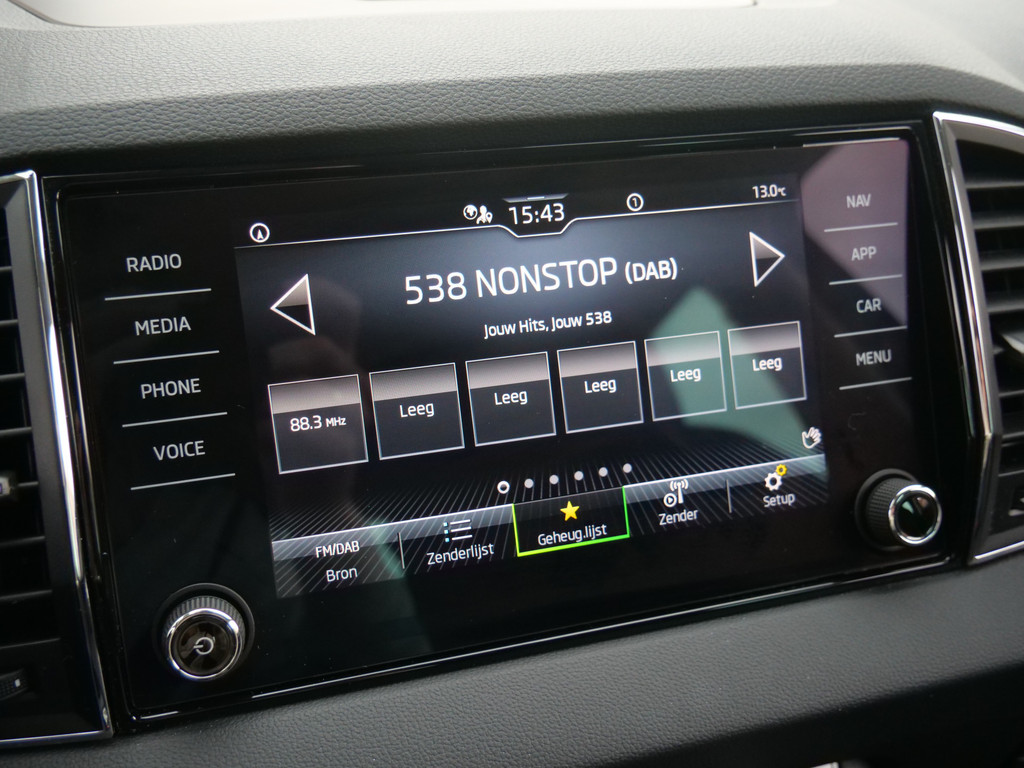 15:43
1
13.0°C
RADIO
MEDIA
PHONE
VOICE
538 NONSTOP (DAB)
Jouw Hits, Jouw 538
88.3 MHz
Leeg
Leeg
Leeg
Leeg
Leeg
FM/DAB
Bron
Zenderlijst
Geheug.lijst
Zender
Setup
NAV
APP
CAR
MENU